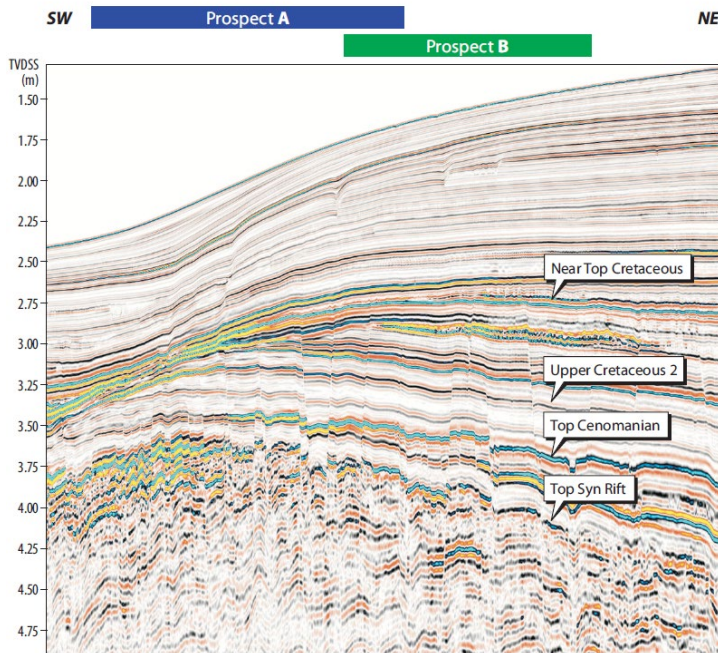 SW
Prospect A
NE
Prospect B
TVDSS
(m)
1.50
1.75
2.00
2.25
2.50
Near Top Cretaceous
2.75
3.00
Upper Cretaceous 2
3.25
Top Cenomanian
3.50
3.75
Top Syn Rift
4.00
4.25
4.50
4.75